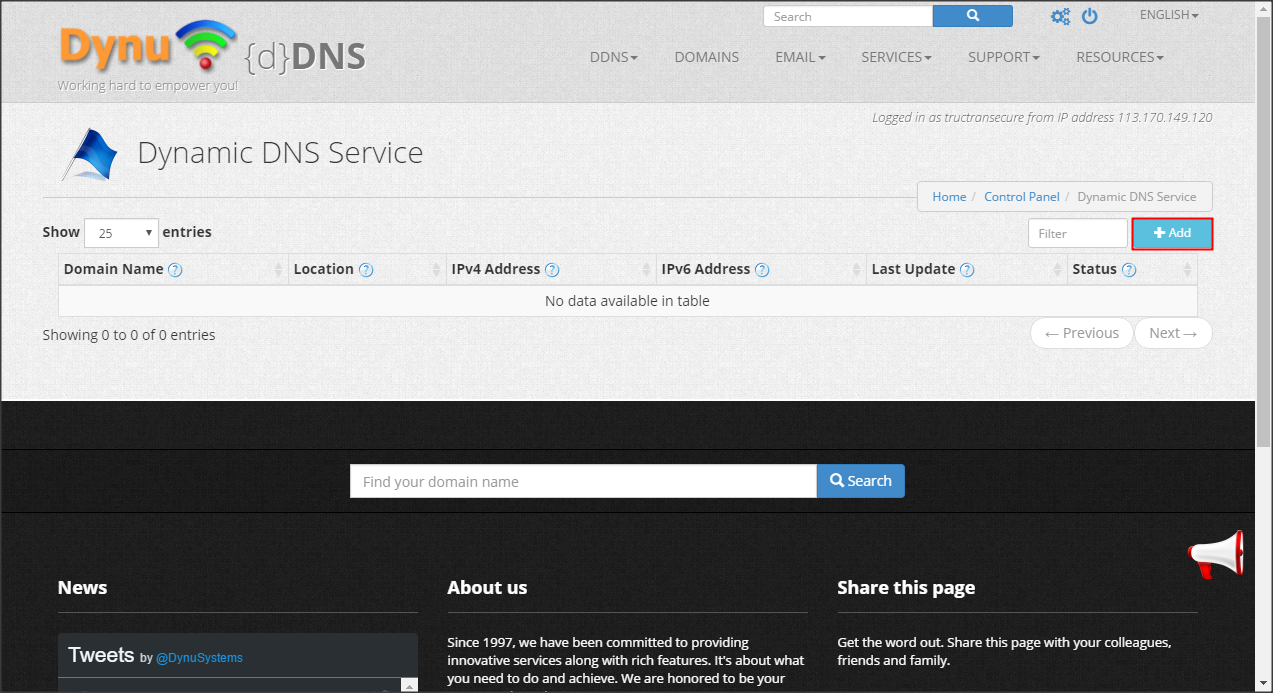 Search
ENGLISH
Dynu {d}DNS
Working hard to empower you!
DDNS DOMAINS EMAIL SERVICES SUPPORT RESOURCES
Logged in as tructransecure from IP address 113.170.149.120
Dynamic DNS Service
Home / Control Panel / Dynamic DNS Service
Show 25 entries
Filter
Add
Domain Name ? Location ? IPv4 Address ? IPv6 Address ? Last Update ? Status ?
No data available in table
Showing 0 to 0 of 0 entries
← Previous Next →
Find your domain name Search
News
Tweets by @DynuSystems
About us
Since 1997, we have been committed to providing
innovative services along with rich features. It's about what
you need to do and achieve. We are honored to be your
Share this page
Get the word out. Share this page with your colleagues,
friends and family.